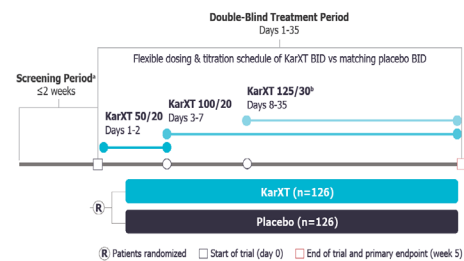 Double-Blind Treatment Period
Days 1-35
Flexible dosing & titration schedule of KarXT BID vs matching placebo BID
Screening Periodᵃ
≤2 weeks
KarXT 50/20
Days 1-2
KarXT 100/20
Days 3-7
KarXT 125/30ᵇ
Days 8-35
R
KarXT (n=126)
Placebo (n=126)
R Patients randomized
Start of trial (day 0)
End of trial and primary endpoint (week 5)